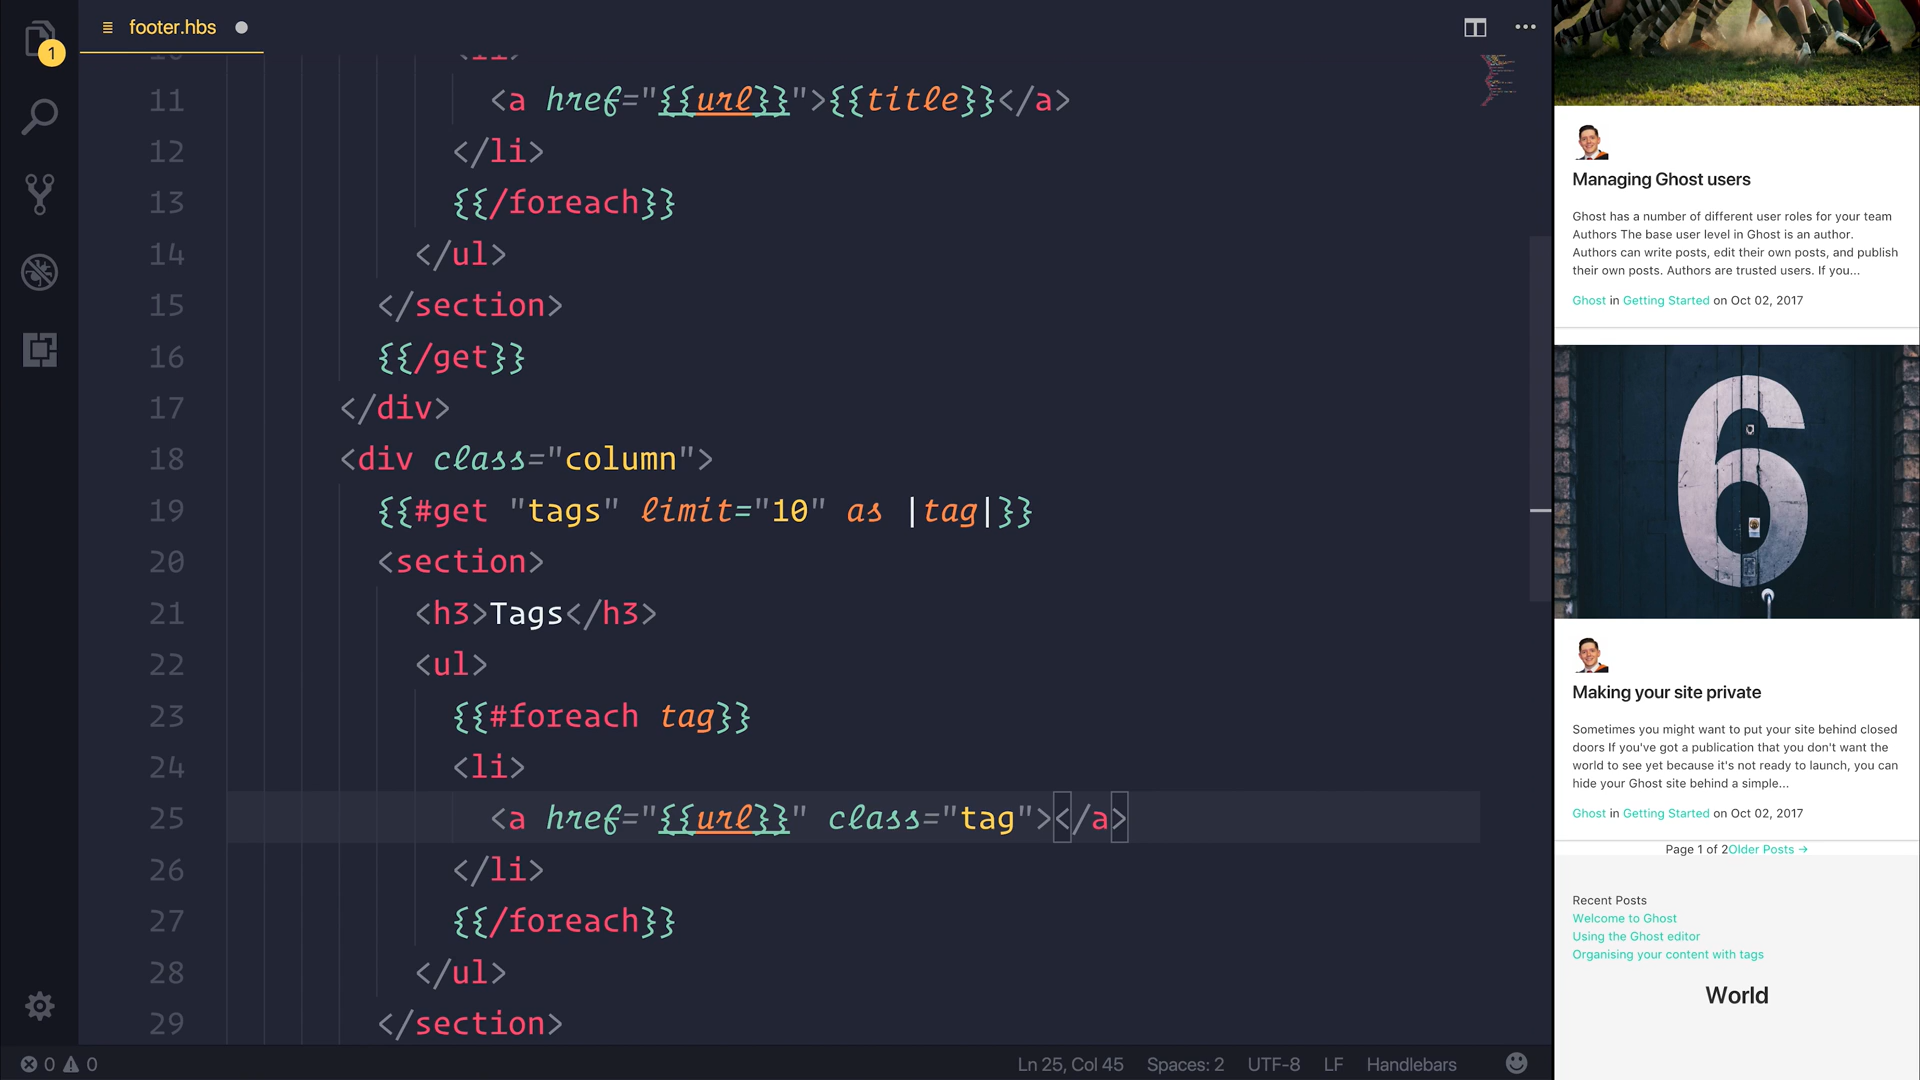 footer.hbs
1
10 <li>
11 <a href="{{url}}">{{title}}</a>
12 </li>
13 {{/foreach}}
14 </ul>
15 </section>
16 {{/get}}
17 </div>
18 <div class="column">
19 {{#get "tags" limit="10" as |tag|}}
20 <section>
21 <h3>Tags</h3>
22 <ul>
23 {{#foreach tag}}
24 <li>
25 <a href="{{url}}" class="tag"></a>
26 </li>
27 {{/foreach}}
28 </ul>
29 </section>
0 0
Ln 25, Col 45 Spaces: 2 UTF-8 LF Handlebars
Managing Ghost users
Ghost has a number of different user roles for your team
Authors The base user level in Ghost is an author.
Authors can write posts, edit their own posts, and publish
their own posts. Authors are trusted users. If you...
Ghost in Getting Started on Oct 02, 2017
6
Making your site private
Sometimes you might want to put your site behind closed
doors If you've got a publication that you don't want the
world to see yet because it's not ready to launch, you can
hide your Ghost site behind a simple...
Ghost in Getting Started on Oct 02, 2017
Page 1 of 2Older Posts →
Recent Posts
Welcome to Ghost
Using the Ghost editor
Organising your content with tags
World